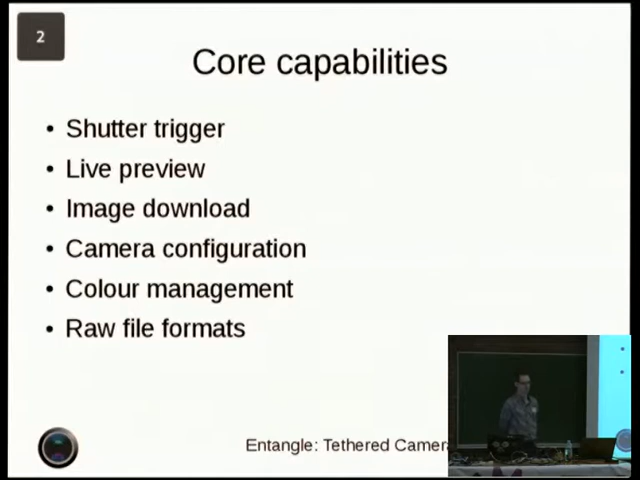 2
Core capabilities
• Shutter trigger
• Live preview
• Image download
• Camera configuration
• Colour management
• Raw file formats
Entangle: Tethered Camera